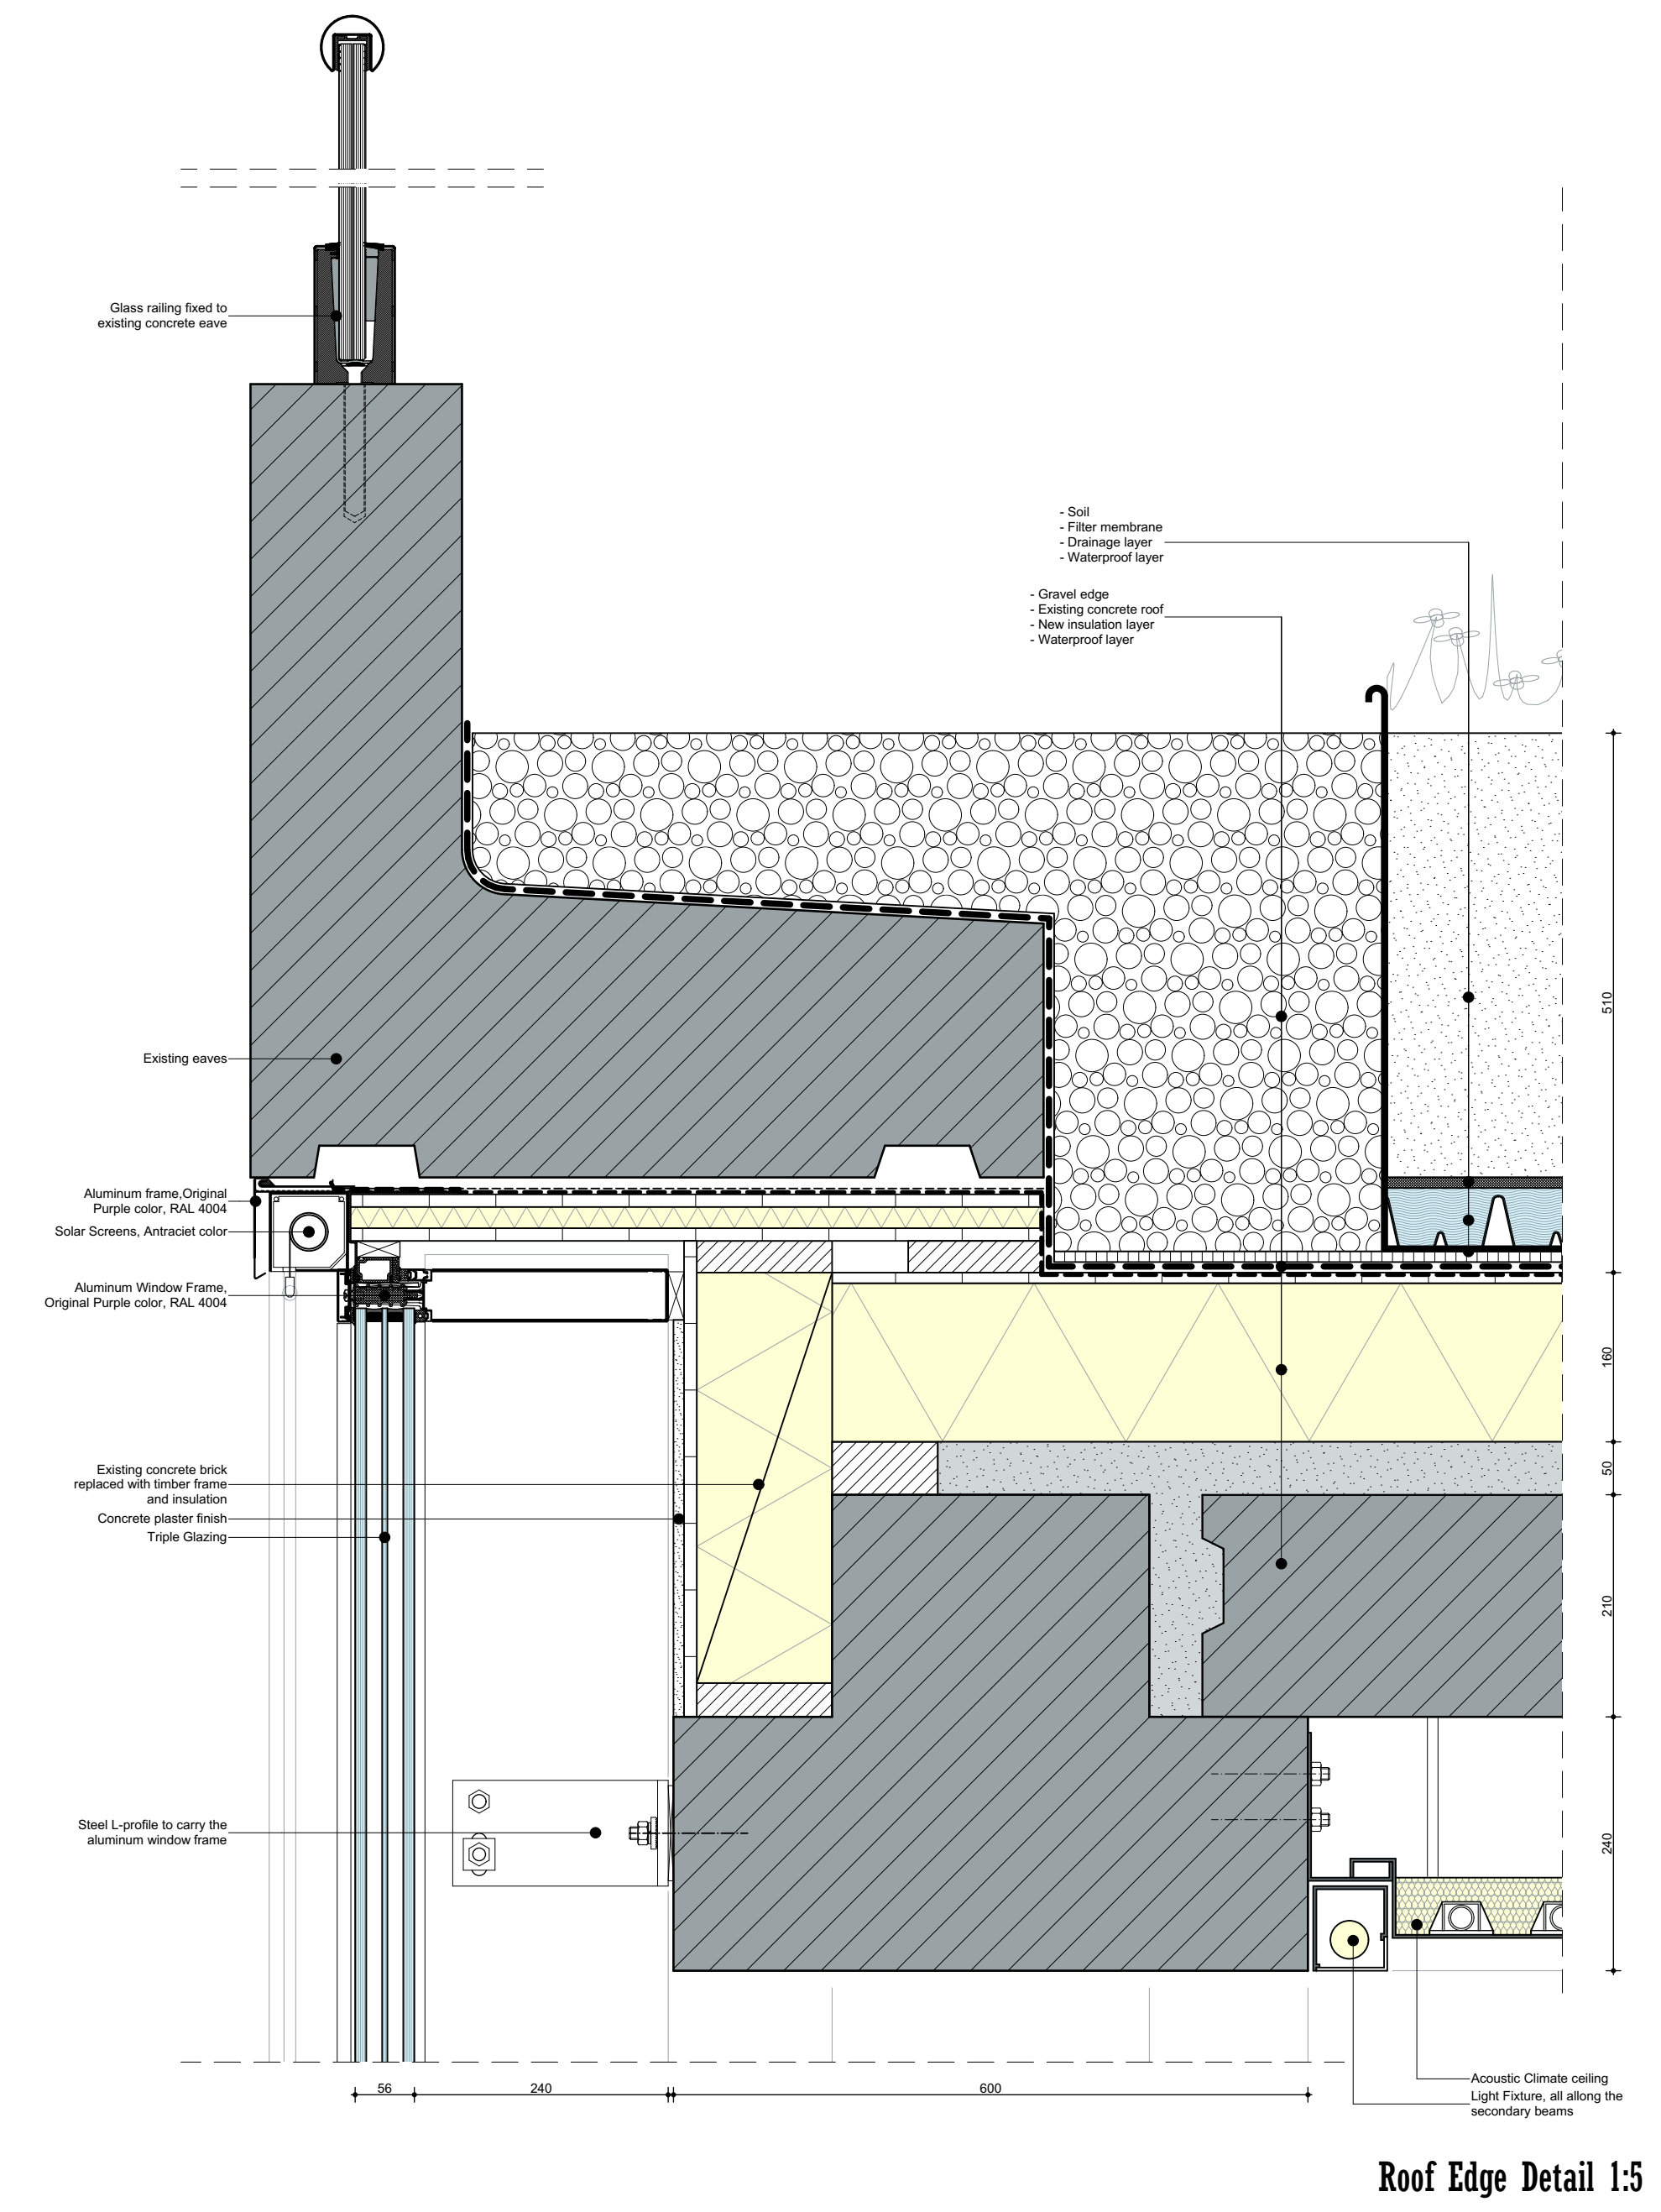 Glass railing fixed to
existing concrete eave
- Soil
- Filter membrane
- Drainage layer
- Waterproof layer
- Gravel edge
- Existing concrete roof
- New insulation layer
- Waterproof layer
510
Existing eaves
Aluminum frame,Original
Purple color, RAL 4004
Solar Screens, Antraciet color
Aluminum Window Frame,
Original Purple color, RAL 4004
160
Existing concrete brick
replaced with timber frame
and insulation
50
Concrete plaster finish
Triple Glazing
210
Steel L-profile to carry the
aluminum window frame
240
56
240
600
Acoustic Climate ceiling
Light Fixture, all allong the
secondary beams
Roof Edge Detail 1:5